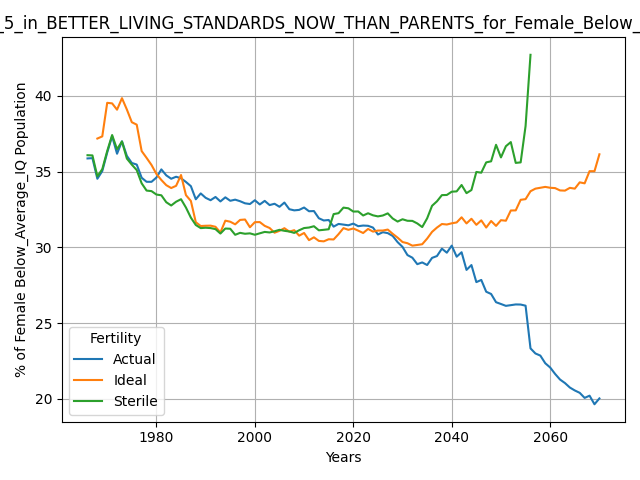 _5_in_BETTER_LIVING_STANDARDS_NOW_THAN_PARENTS_for_Female_Below_
% of Female Below_Average_IQ Population
40
35
30
25
20
Fertility
Actual
Ideal
Sterile
1980
2000
2020
2040
2060
Years